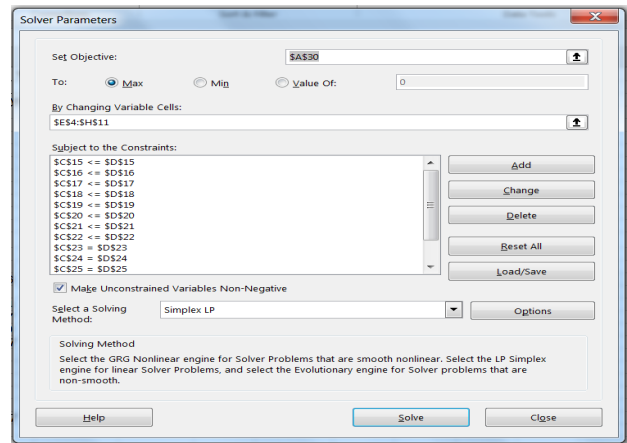 Solver Parameters
Set Objective:
$A$30
To:
Max
Min
Value Of:
0
By Changing Variable Cells:
$E$4:$H$11
Subject to the Constraints:
$C$15 <= $D$15
$C$16 <= $D$16
$C$17 <= $D$17
$C$18 <= $D$18
$C$19 <= $D$19
$C$20 <= $D$20
$C$21 <= $D$21
$C$22 <= $D$22
$C$23 = $D$23
$C$24 = $D$24
$C$25 = $D$25
Add
Change
Delete
Reset All
Load/Save
Make Unconstrained Variables Non-Negative
Select a Solving
Method:
Simplex LP
Options
Solving Method
Select the GRG Nonlinear engine for Solver Problems that are smooth nonlinear. Select the LP Simplex
engine for linear Solver Problems, and select the Evolutionary engine for Solver problems that are
non-smooth.
Help
Solve
Close